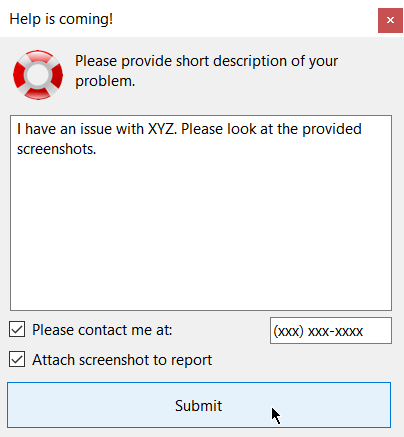 Help is coming!
Please provide short description of your
problem.
I have an issue with XYZ. Please look at the provided
screenshots.
Please contact me at: (xxx) xxx-xxxx
Attach screenshot to report
Submit